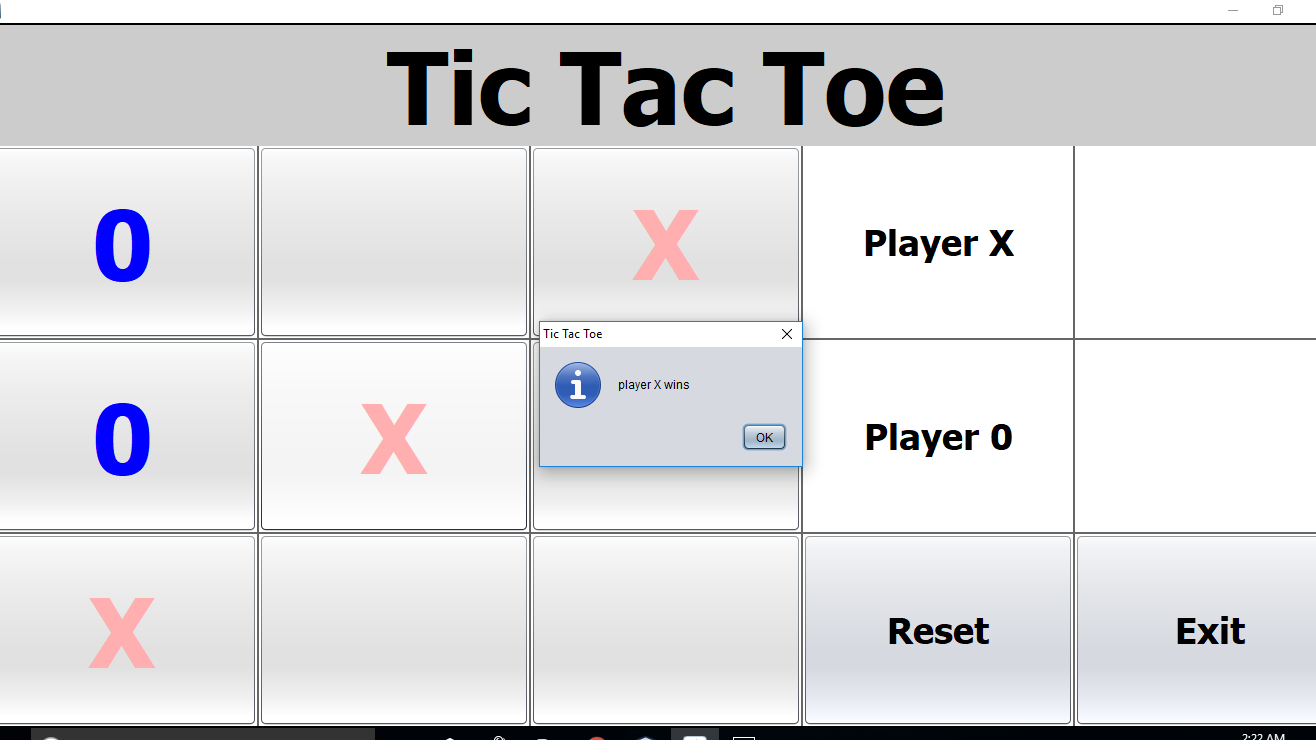 Tic Tac Toe
0 X Player X
Tic Tac Toe
player X wins
OK
0 X Player 0
X Reset Exit
2:22 AM